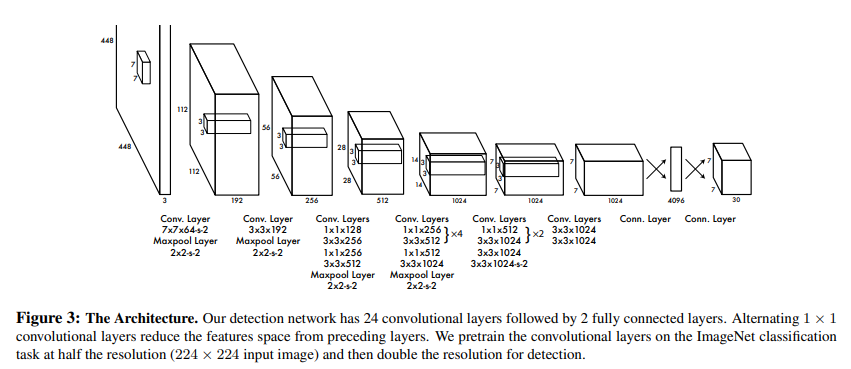 448
7
7
448
3
112
3
3
112
192
56
3
3
56
256
28
3
3
28
512
14
3
3
14
1024
7
3
3
7
1024
7
7
1024
4096
7
7
30
Conv. Layer
7x7x64-s-2
Maxpool Layer
2x2-s-2
Conv. Layer
3x3x192
Maxpool Layer
2x2-s-2
Conv. Layers
1x1x128
3x3x256
1x1x256
3x3x512
Maxpool Layer
2x2-s-2
Conv. Layers
1x1x256
3x3x512
}×4
1x1x512
3x3x1024
Maxpool Layer
2x2-s-2
Conv. Layers
1x1x512
3x3x1024
}×2
3x3x1024
3x3x1024-s-2
Conv. Layers
3x3x1024
3x3x1024
Conn. Layer
Conn. Layer
Figure 3: The Architecture. Our detection network has 24 convolutional layers followed by 2 fully connected layers. Alternating 1 × 1
convolutional layers reduce the features space from preceding layers. We pretrain the convolutional layers on the ImageNet classification
task at half the resolution (224 × 224 input image) and then double the resolution for detection.